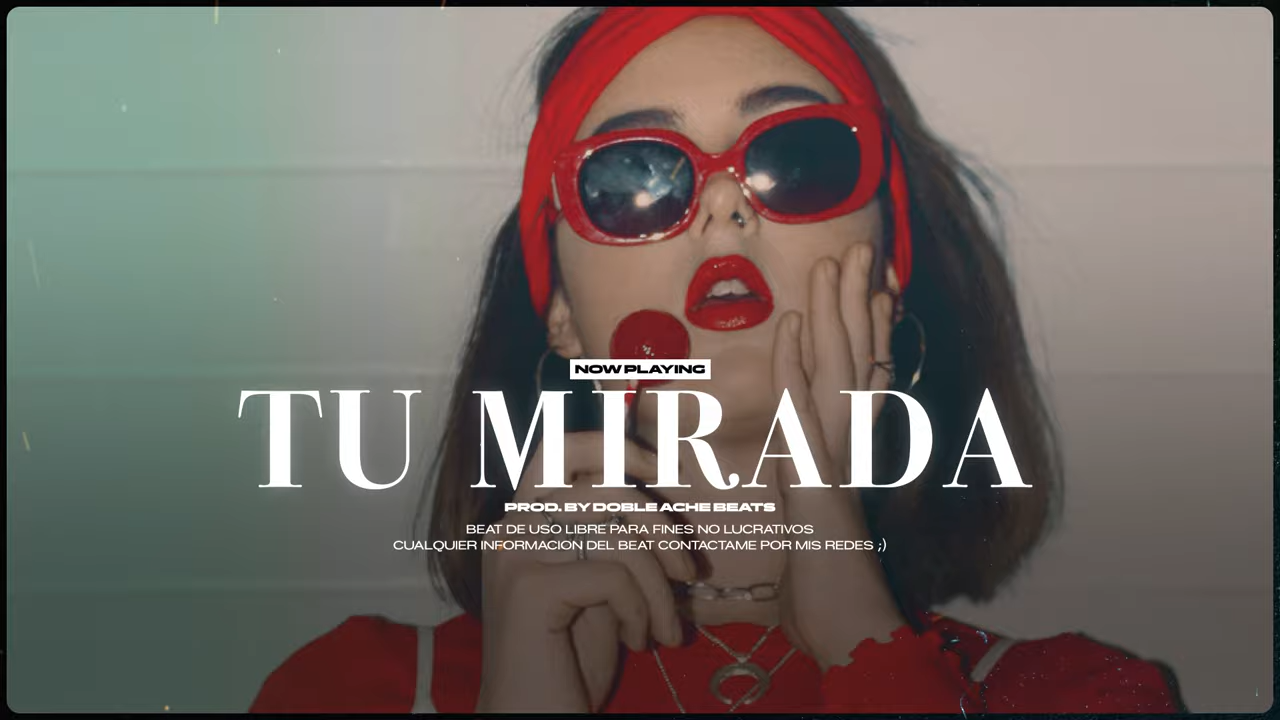 NOW PLAYING
TU MIRADA
PROD. BY DOBLE ACHE BEATS
BEAT DE USO LIBRE PARA FINES NO LUCRATIVOS
CUALQUIER INFORMACION DEL BEAT CONTACTAME POR MIS REDES ;)